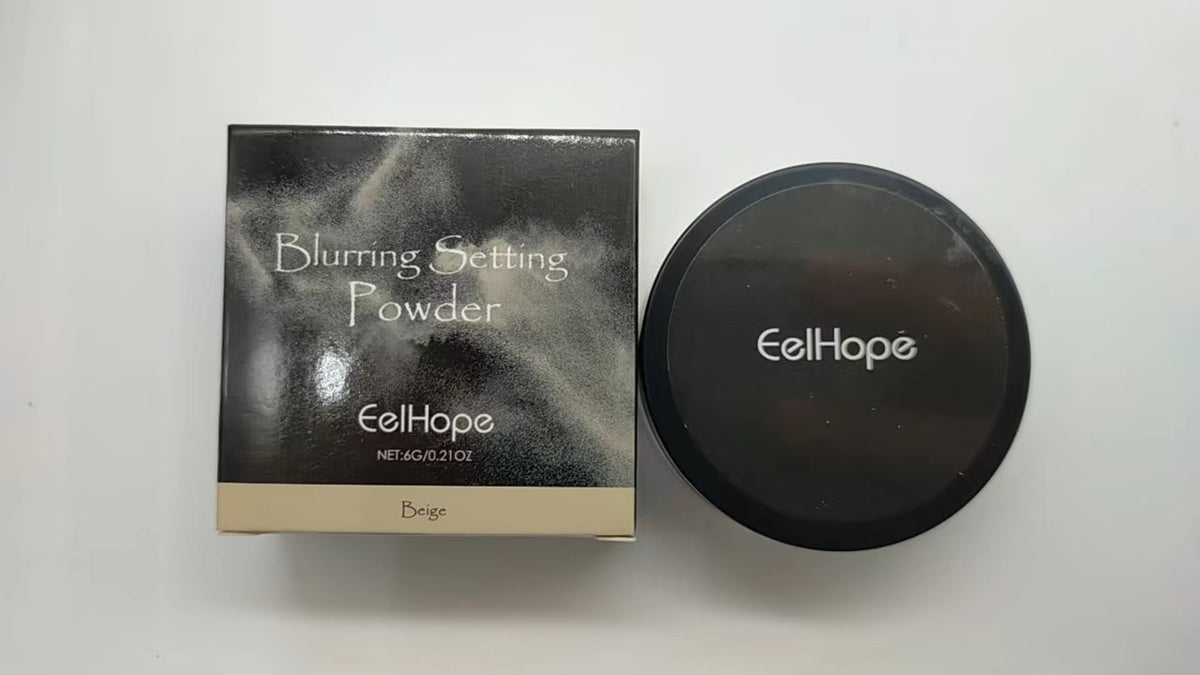 Blurring Setting
Powder
EelHope
NET:6G/0.21OZ
Beige
EelHope